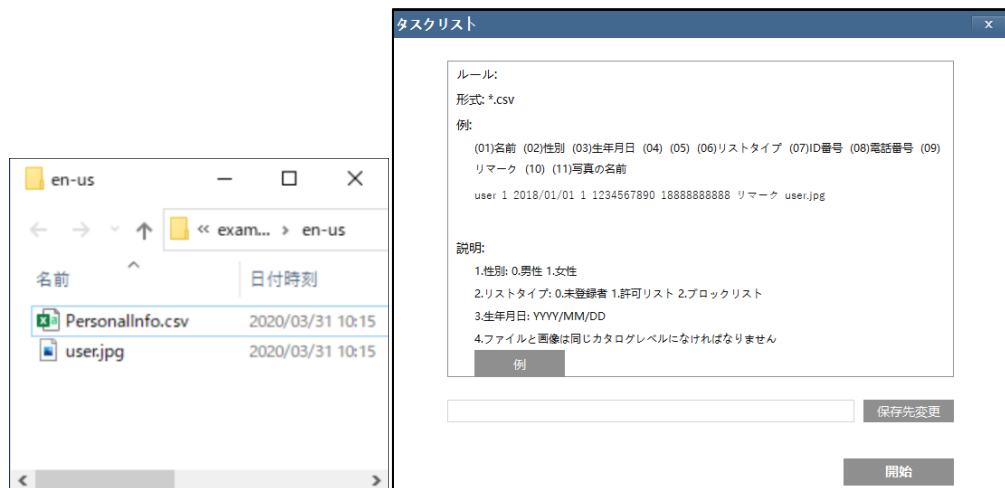 en-us
« exam... › en-us
名前
日付時刻
PersonalInfo.csv 2020/03/31 10:15
user.jpg 2020/03/31 10:15
タスクリスト
x
ルール:
形式: *.csv
例:
(01)名前 (02)性別 (03)生年月日 (04) (05) (06)リストタイプ (07)ID番号 (08)電話番号 (09)
リマーク (10) (11)写真の名前
user 1 2018/01/01 1 1234567890 18888888888 リマーク user.jpg
説明:
1.性別: 0.男性 1.女性
2.リストタイプ: 0.未登録者 1.許可リスト 2.ブロックリスト
3.生年月日: YYYY/MM/DD
4.ファイルと画像は同じカタログレベルになければなりません
例
保存先変更
開始